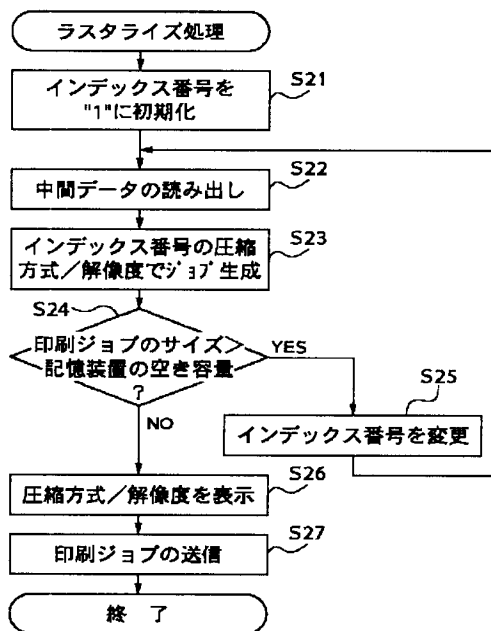 ラスタライズ処理
インデックス番号を
"1"に初期化
S21
中間データの読み出し
S22
インデックス番号の圧縮
方式／解像度でジョブ生成
S23
S24
印刷ジョブのサイズ＞
記憶装置の空き容量
？
YES
NO
S25
インデックス番号を変更
圧縮方式／解像度を表示
S26
印刷ジョブの送信
S27
終 了